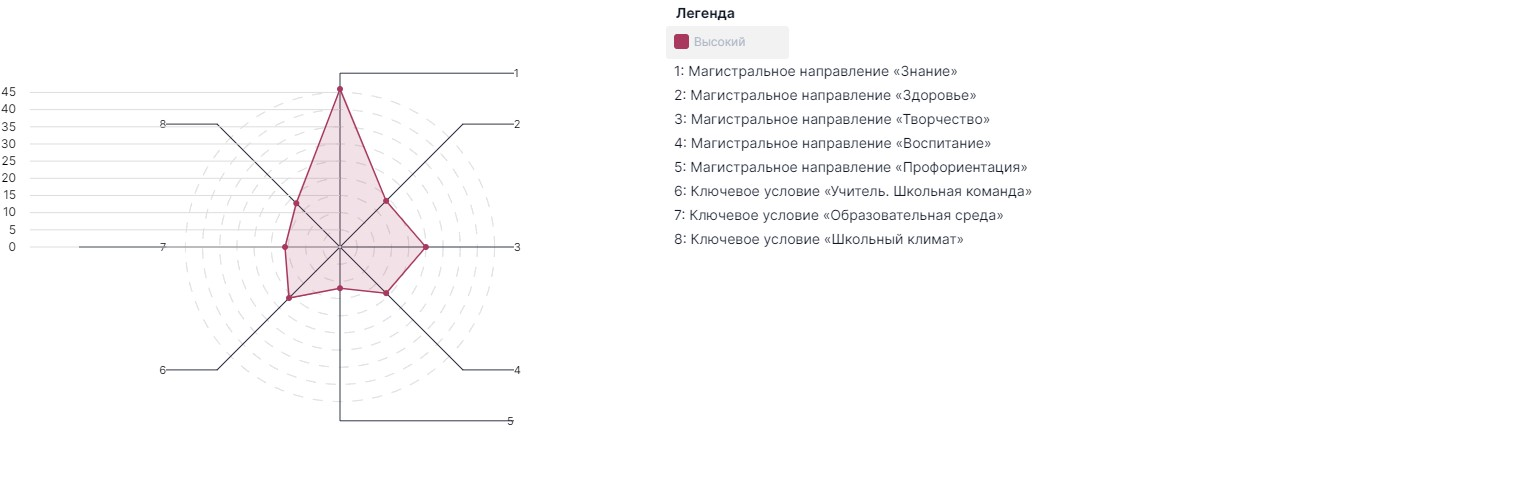 Легенда
Высокий
1: Магистральное направление «Знание»
2: Магистральное направление «Здоровье»
3: Магистральное направление «Творчество»
4: Магистральное направление «Воспитание»
5: Магистральное направление «Профориентация»
6: Ключевое условие «Учитель. Школьная команда»
7: Ключевое условие «Образовательная среда»
8: Ключевое условие «Школьный климат»
45
40
35
30
25
20
15
10
5
0
1
2
3
4
5
6
7
8